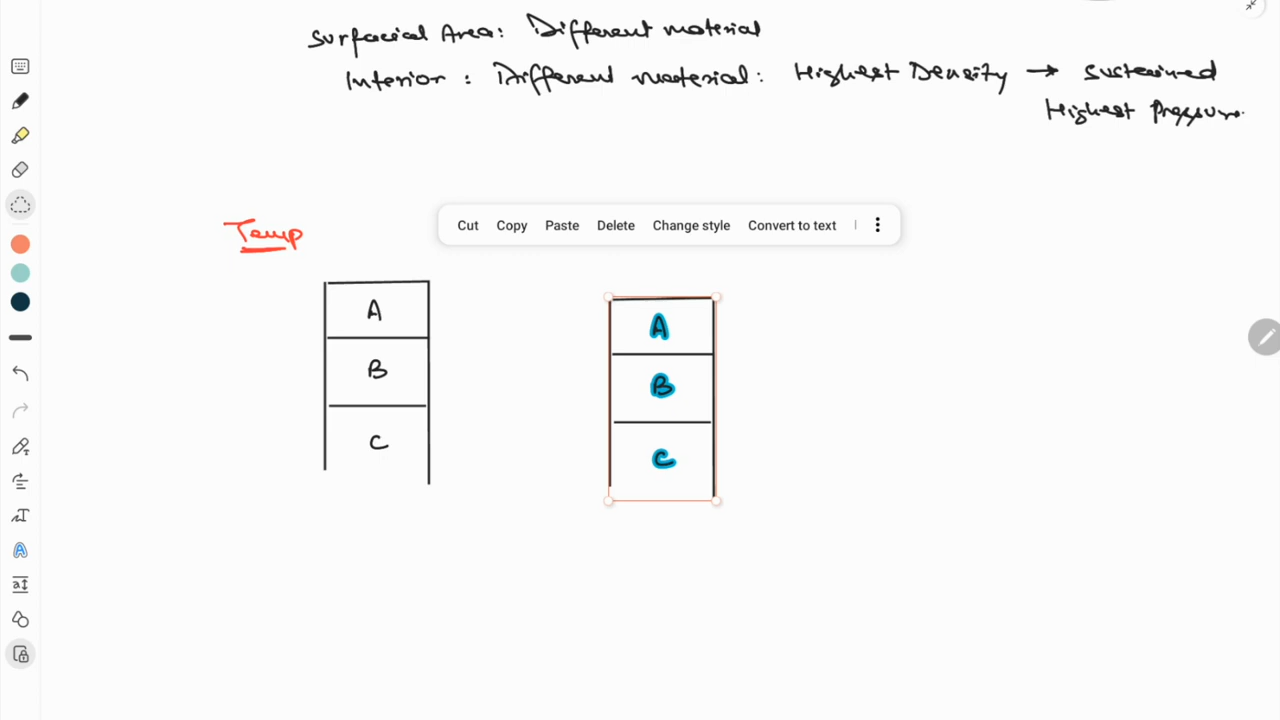 Surfacial Area: Different material
Interior: Different material: Highest Density → sustained
Highest Pressure
Temp
Cut Copy Paste Delete Change style Convert to text
A
B
C
A
B
C